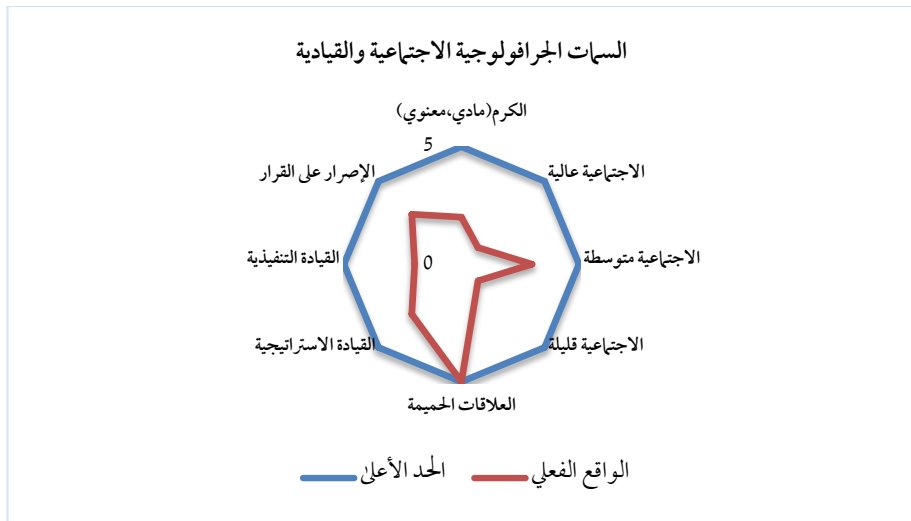 السمات الجرافولوجية الاجتماعية والقيادية
الكرم(مادي،معنوي)
5
الإصرار على القرار
الاجتماعية عالية
القيادة التنفيذية
0
الاجتماعية متوسطة
القيادة الاستراتيجية
الاجتماعية قليلة
العلاقات الحميمة
الواقع الفعلي
الحد الأعلىٰ